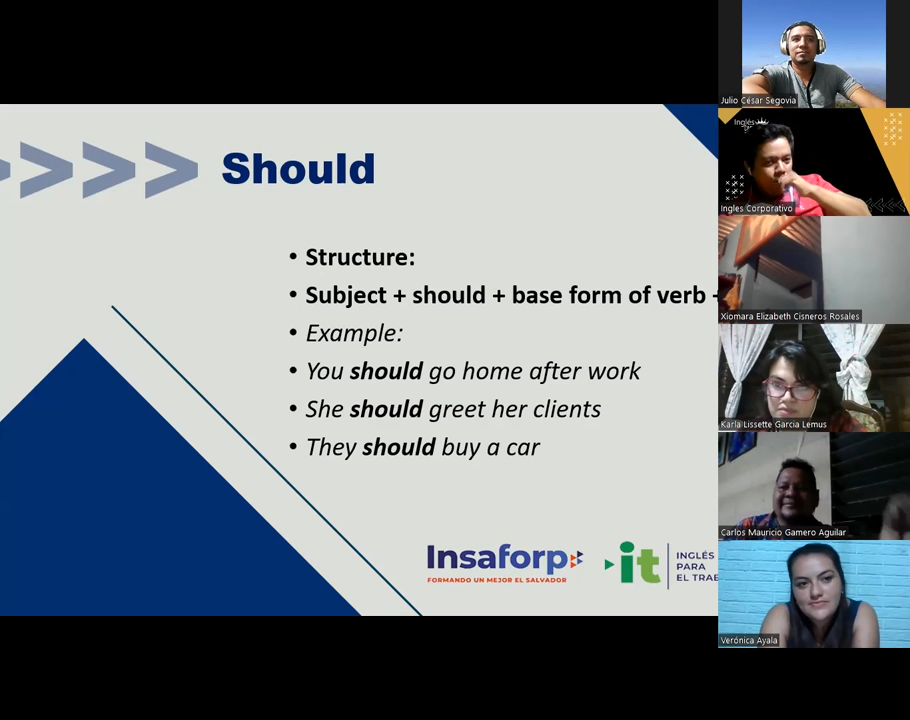 Should
• Structure:
• Subject + should + base form of verb +
• Example:
• You should go home after work
• She should greet her clients
• They should buy a car
Insaforp
FORMANDO UN MEJOR EL SALVADOR
it
INGLÉS
PARA
EL TRA
Julio César Segovia
Inglés
Ingles Corporativo
Xiomara Elizabeth Cisneros Rosales
Karla Lissette Garcia Lemus
Carlos Mauricio Gamero Aguilar
Verónica Ayala